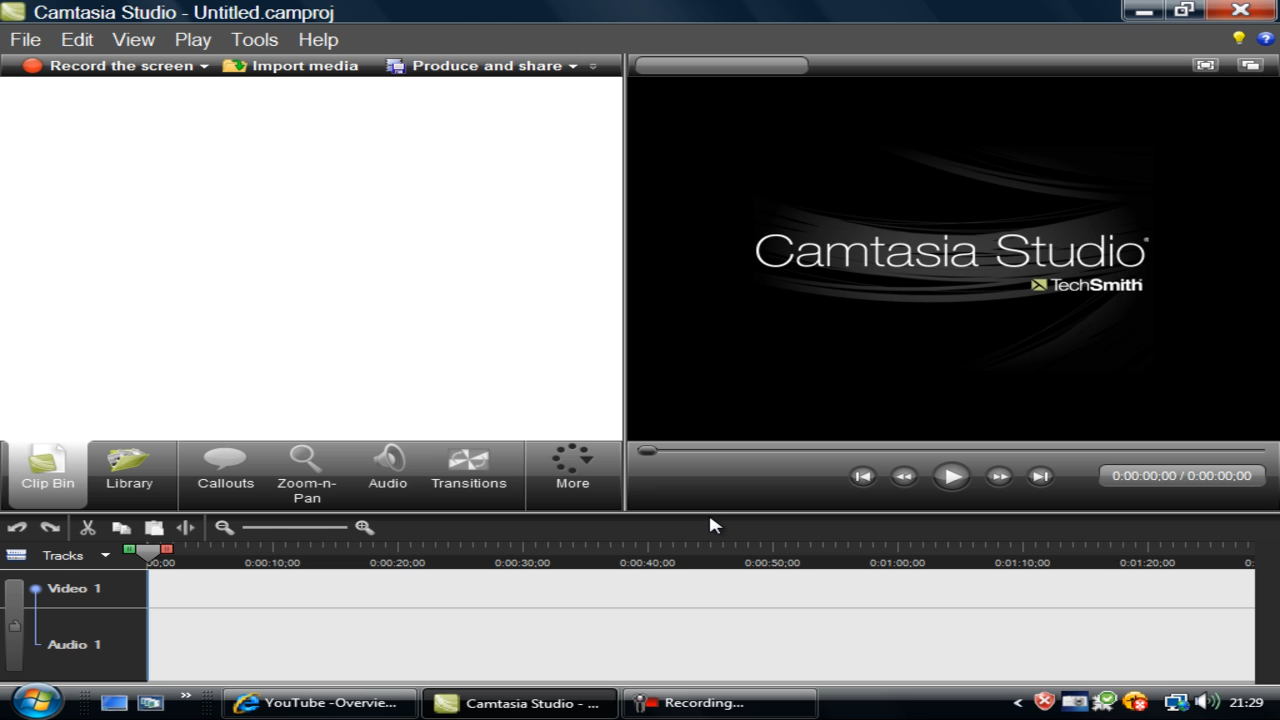 Camtasia Studio - Untitled.camproj
File Edit View Play Tools Help
Record the screen Import media Produce and share
Camtasia Studio®
TechSmith
Clip Bin Library Callouts Zoom-n-Pan Audio Transitions More
0:00:00;00 / 0:00:00;00
Tracks
00;00 0:00:10;00 0:00:20;00 0:00:30;00 0:00:40;00 0:00:50;00 0:01:00;00 0:01:10;00 0:01:20;00 0:
Video 1
Audio 1
YouTube -Overvie... Camtasia Studio - ... Recording... 21:29